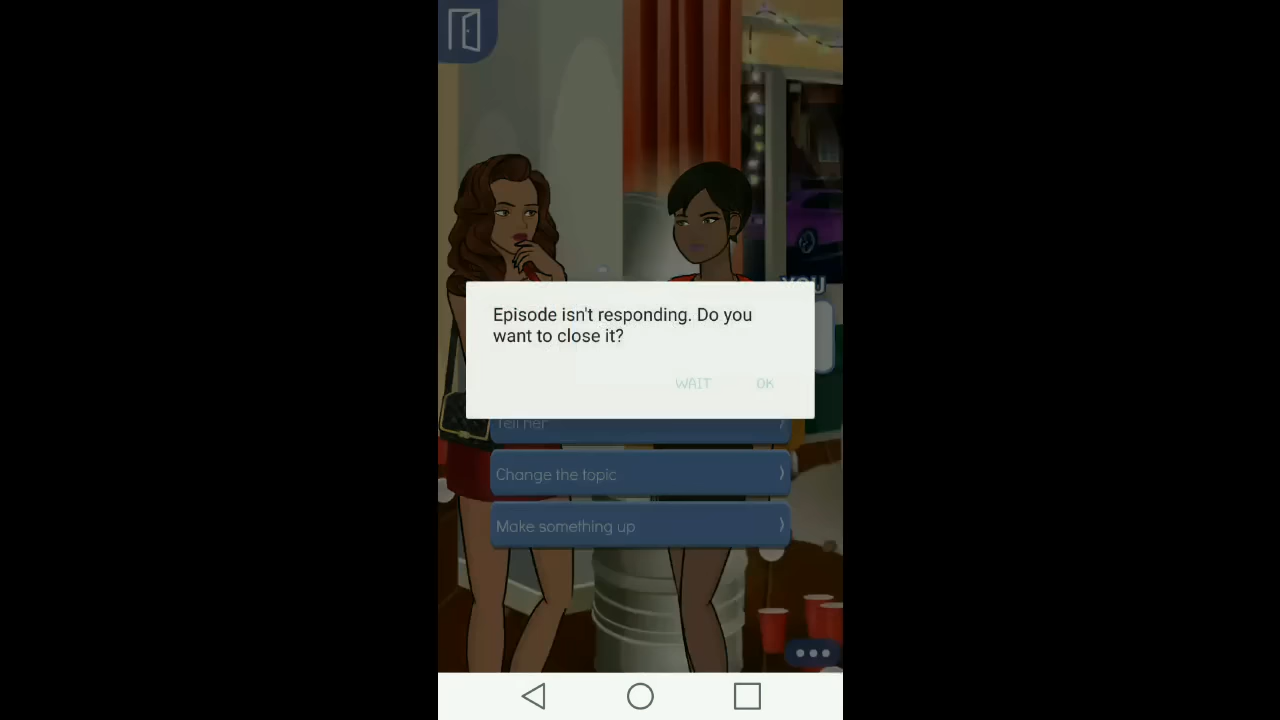 YOU
Episode isn't responding. Do you
want to close it?
WAIT OK
Tell her
Change the topic
Make something up